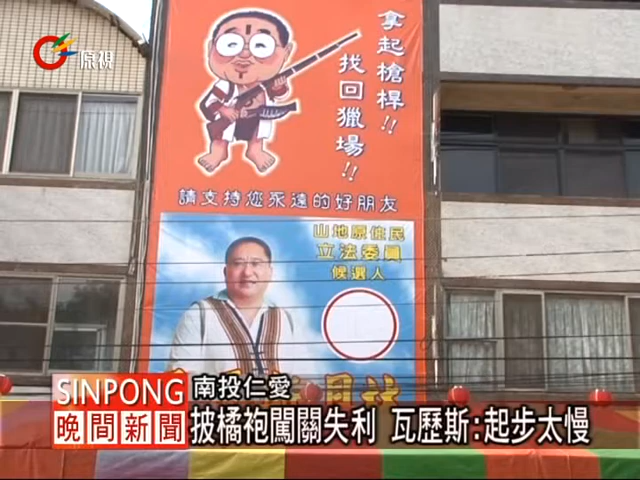 原視
拿起槍桿!!
找回獵場!!
請支持您永遠的好朋友
山地原住民
立法委員
候選人
SINPONG
晚間新聞
南投仁愛
披橘袍闖關失利 瓦歷斯:起步太慢